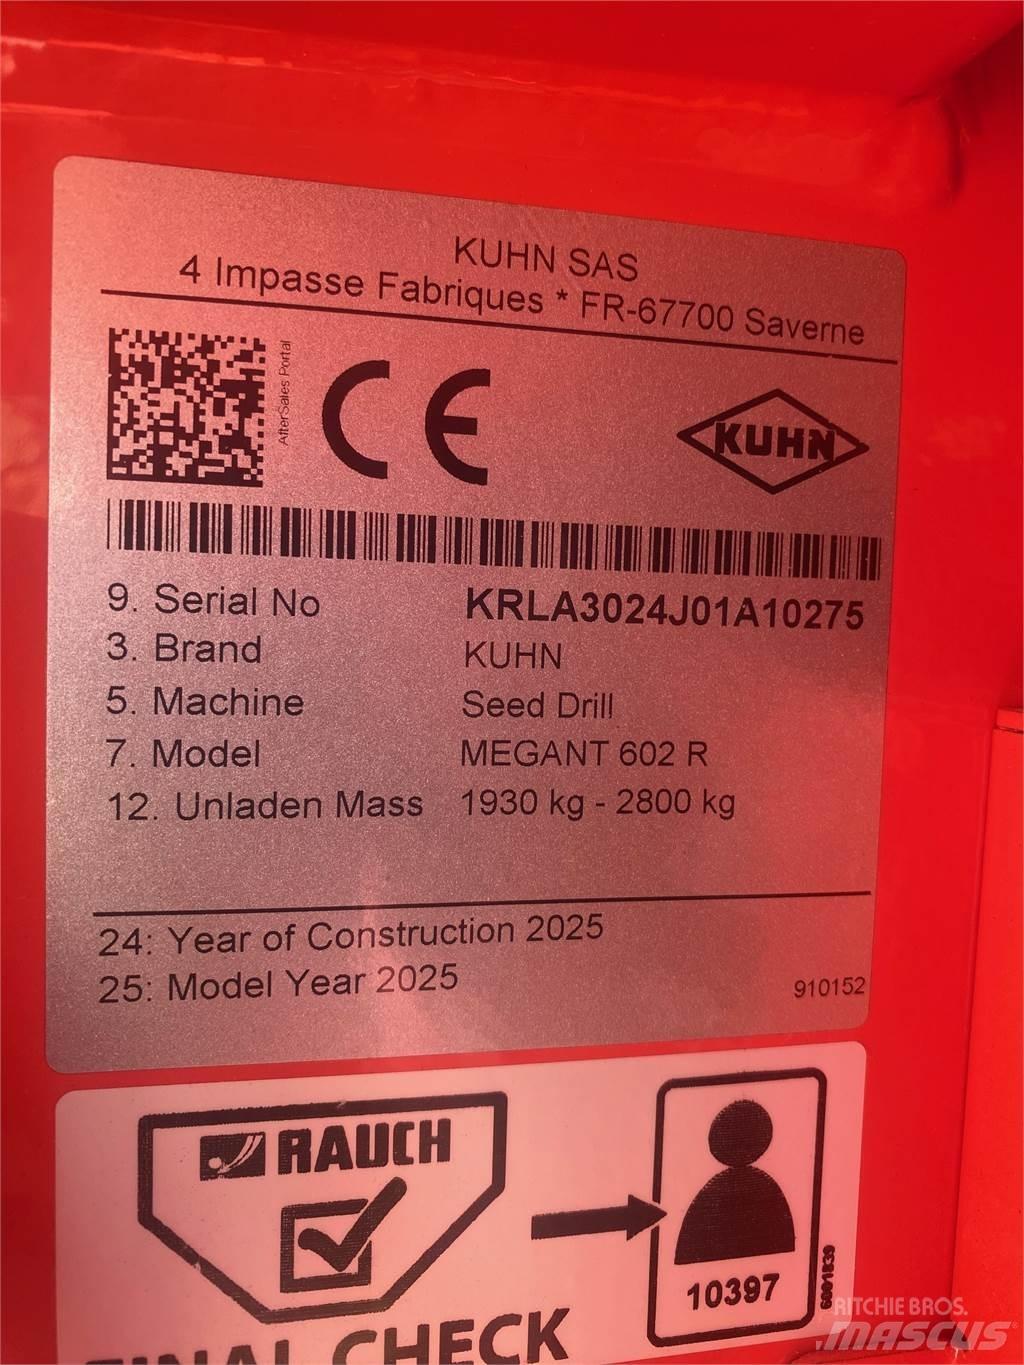 KUHN SAS
4 Impasse Fabriques * FR-67700 Saverne
AfterSales Portal
CE
KUHN
9. Serial No KRLA3024J01A10275
3. Brand KUHN
5. Machine Seed Drill
7. Model MEGANT 602 R
12. Unladen Mass 1930 kg - 2800 kg
24: Year of Construction 2025
25: Model Year 2025
910152
RAUCH
10397
6001839
FINAL CHECK
RITCHIE BROS.
MASCUS